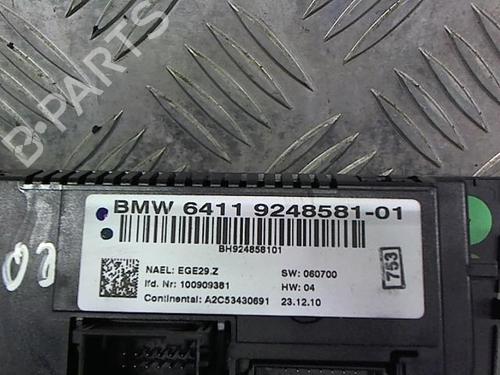 B-PARTS
BMW 6411 9248581-01
BH924858101
753
NAEL: EGE29.Z
SW: 060700
lfd. Nr: 100909381
HW: 04
Continental: A2C53430691
23.12.10